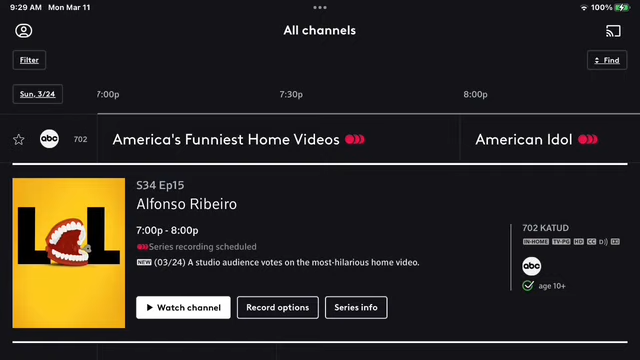 9:29 AM Mon Mar 11
100%
All channels
Filter
Find
Sun, 3/24
7:00p
7:30p
8:00p
abc
702
America's Funniest Home Videos
American Idol
LOL
S34 Ep15
Alfonso Ribeiro
7:00p - 8:00p
Series recording scheduled
NEW (03/24) A studio audience votes on the most-hilarious home video.
702 KATUD
IN-HOME TV-PG HD CC D))
abc
age 10+
Watch channel
Record options
Series info